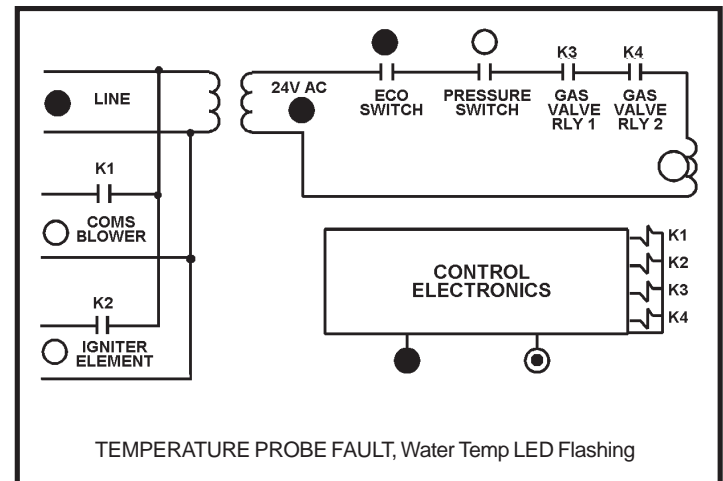 LINE
24V AC
ECO
SWITCH
PRESSURE
SWITCH
K3
GAS
VALVE
RLY 1
K4
GAS
VALVE
RLY 2
K1
COMS
BLOWER
K2
IGNITER
ELEMENT
CONTROL
ELECTRONICS
K1
K2
K3
K4
TEMPERATURE PROBE FAULT, Water Temp LED Flashing